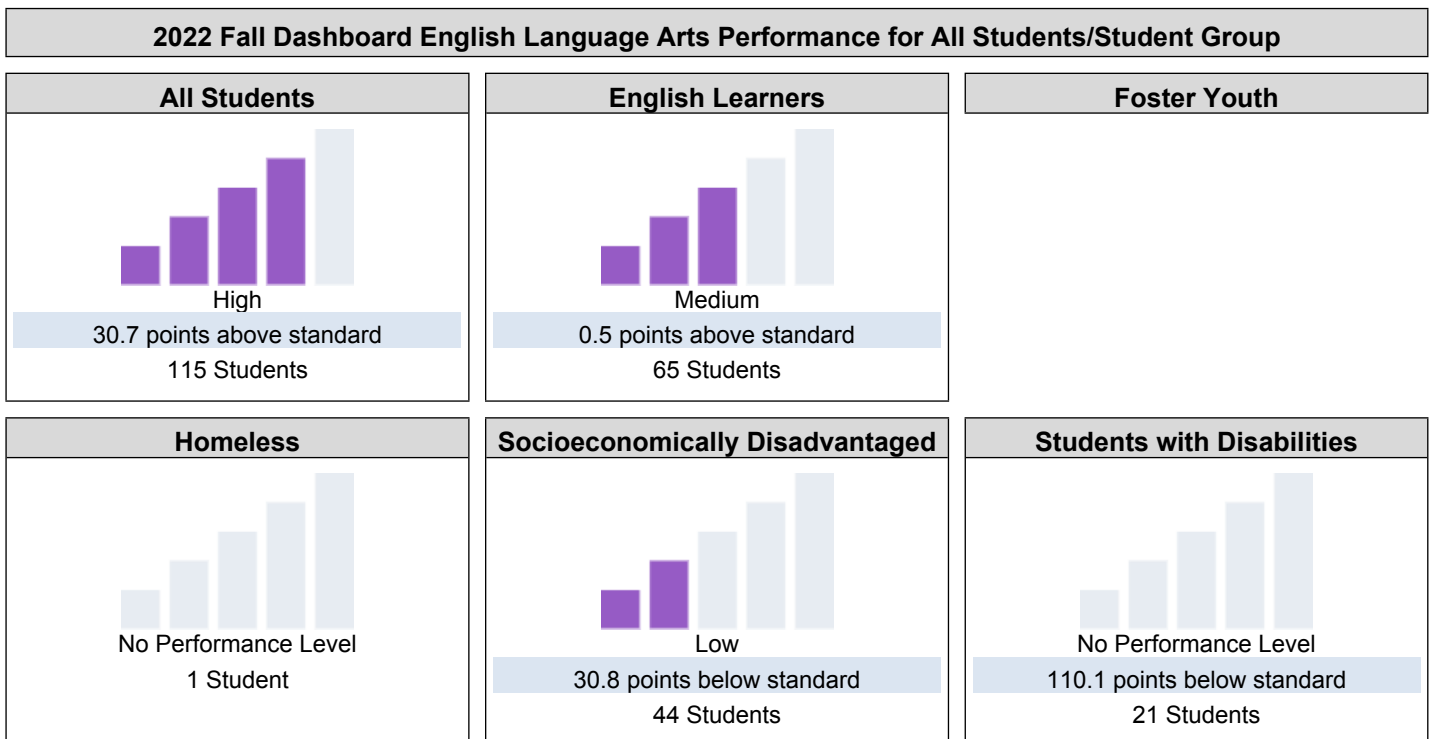 2022 Fall Dashboard English Language Arts Performance for All Students/Student Group
All Students
High
30.7 points above standard
115 Students
English Learners
Medium
0.5 points above standard
65 Students
Foster Youth
Homeless
No Performance Level
1 Student
Socioeconomically Disadvantaged
Low
30.8 points below standard
44 Students
Students with Disabilities
No Performance Level
110.1 points below standard
21 Students